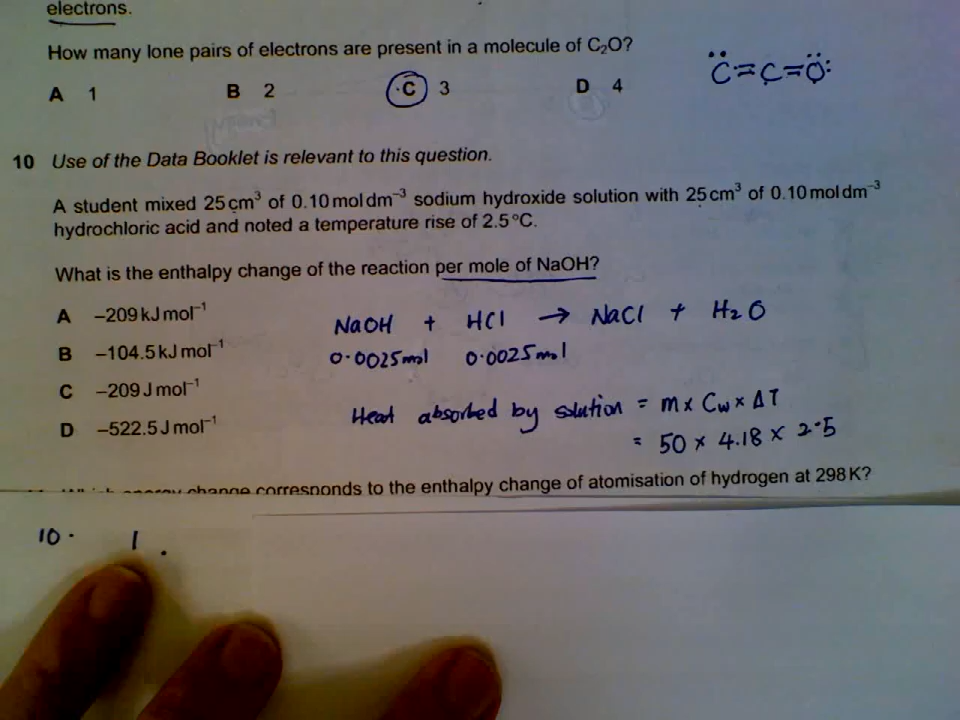 electrons.
How many lone pairs of electrons are present in a molecule of C₂O?
A 1 B 2 C 3 D 4
C=C=O
10 Use of the Data Booklet is relevant to this question.
A student mixed 25 cm³ of 0.10 mol dm⁻³ sodium hydroxide solution with 25 cm³ of 0.10 mol dm⁻³
hydrochloric acid and noted a temperature rise of 2.5 °C.
What is the enthalpy change of the reaction per mole of NaOH?
A −209 kJ mol⁻¹
B −104.5 kJ mol⁻¹
C −209 J mol⁻¹
D −522.5 J mol⁻¹
NaOH + HCl → NaCl + H₂O
0.0025mol 0.0025mol
Heat absorbed by solution = m × Cw × ΔT
= 50 × 4.18 × 2.5
energy change corresponds to the enthalpy change of atomisation of hydrogen at 298 K?
10. 1.